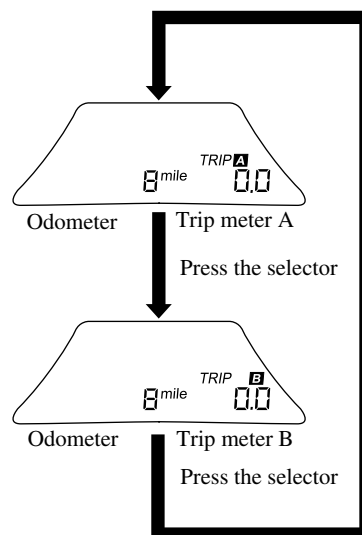 TRIP A
8 mile 0.0
Odometer Trip meter A
Press the selector
TRIP B
8 mile 0.0
Odometer Trip meter B
Press the selector